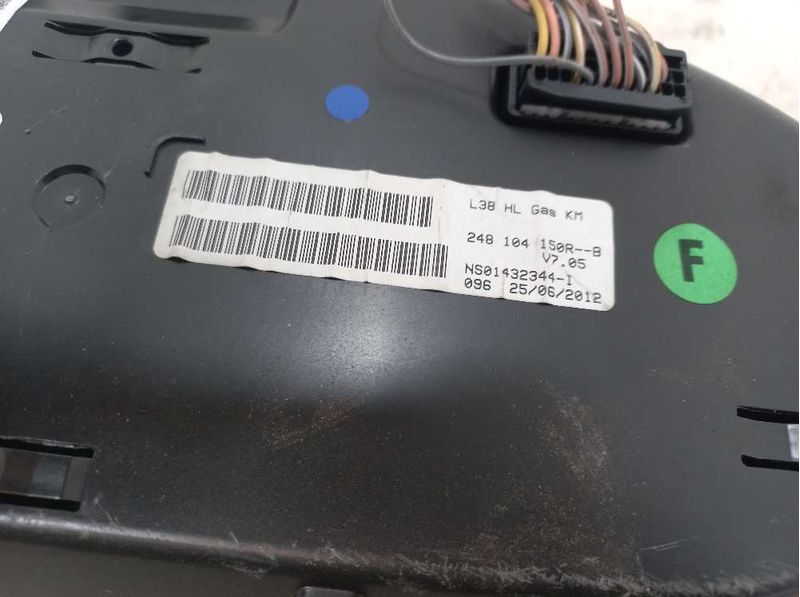 L38 HL Gas KM
248 104 150R--B
V7.05
NS01432344-I
096 25/06/2012
F